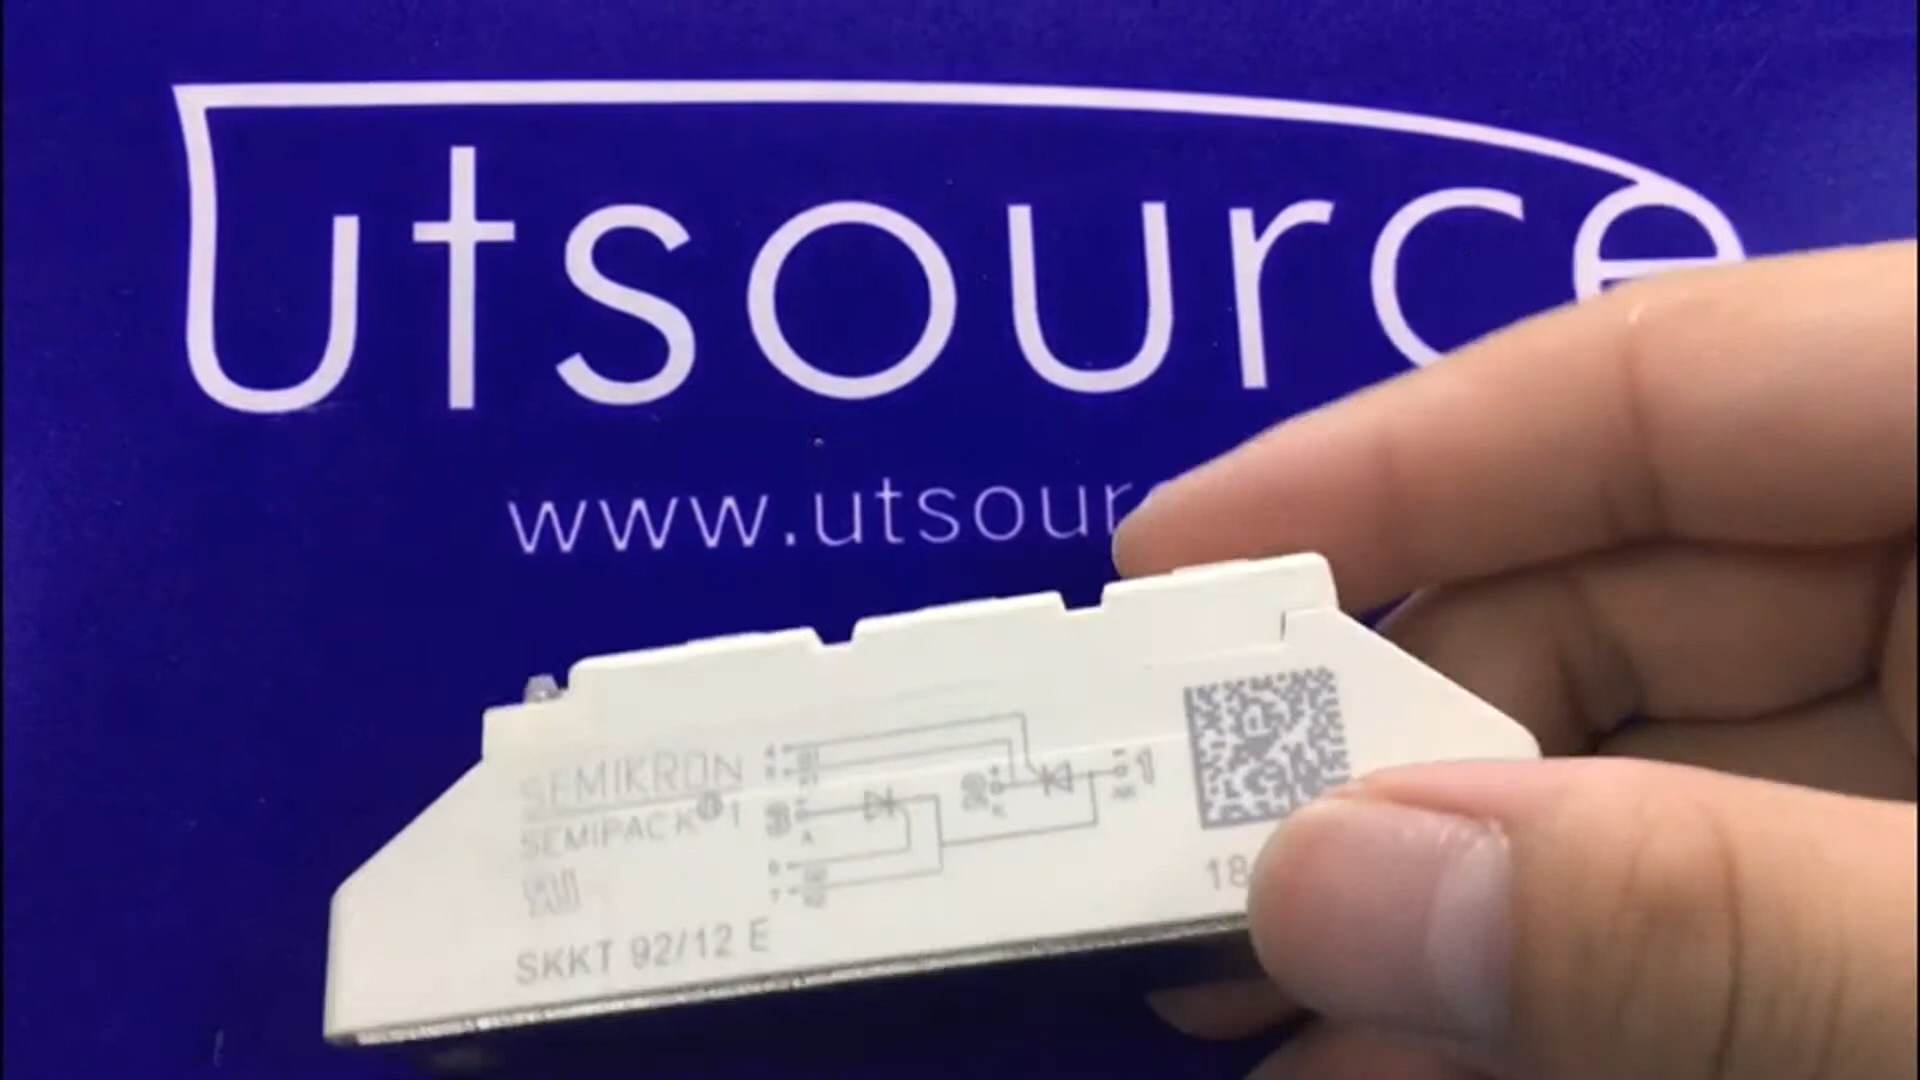 utsource
www.utsour
SEMIKRON
SEMIPACK® 1
SKKT 92/12 E
18